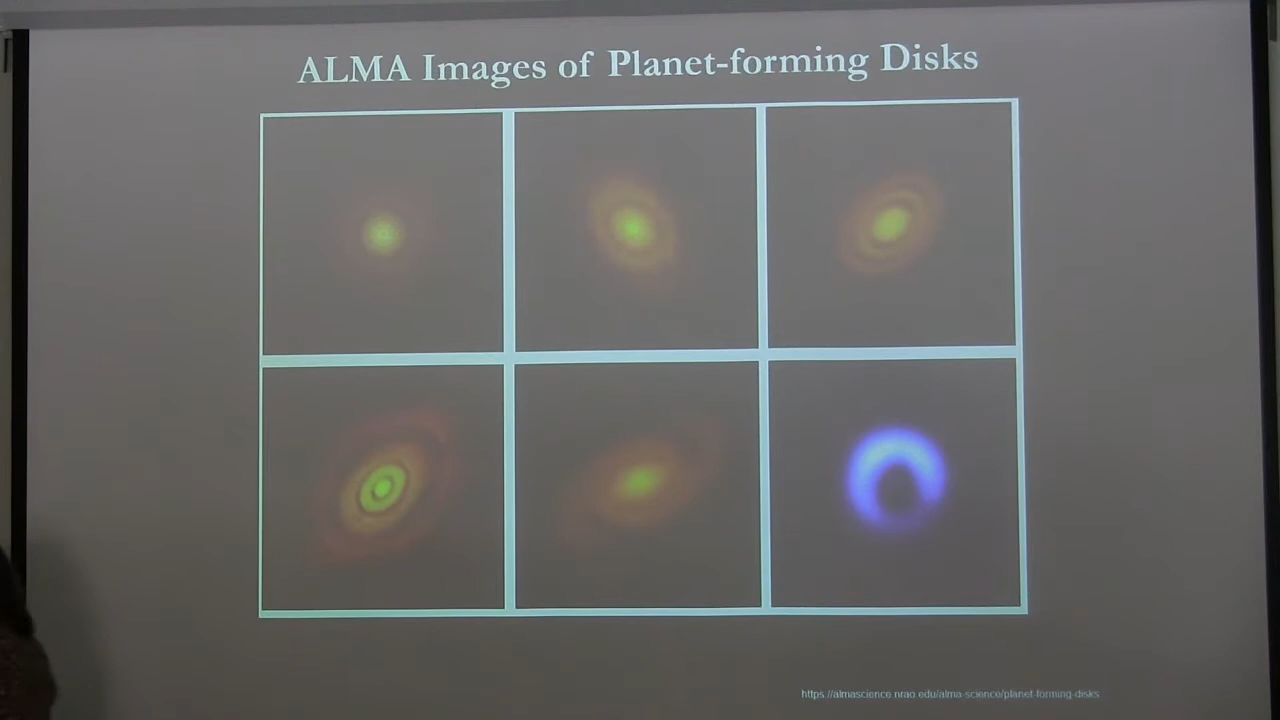 ALMA Images of Planet-forming Disks
https://almascience.nrao.edu/alma-science/planet-forming-disks